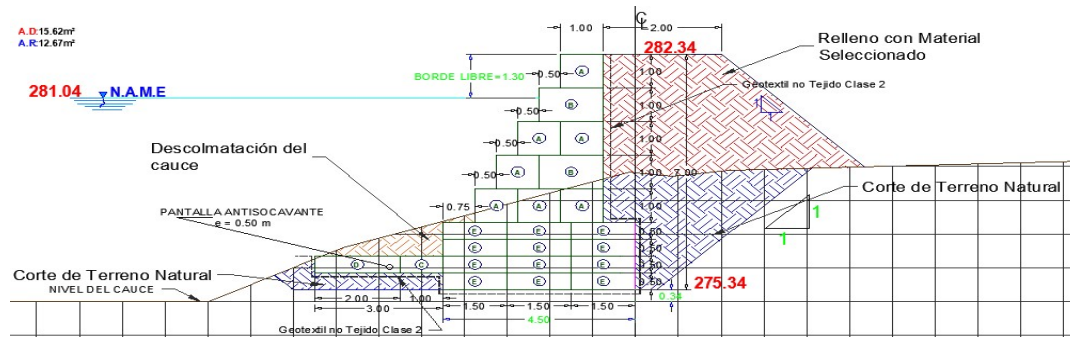 A.D:15.62m²
A.R:12.67m²
1.00
2.00
282.34
Relleno con Material
Seleccionado
BORDE LIBRE=1.30
0.50
A
1.00
Geotextil no Tejido Clase 2
281.04
N.A.M.E
B
1.00
1
1
0.50
A
A
1.00
Descolmatación del
cauce
0.50
A
B
1.00
7.00
0.50
Corte de Terreno Natural
0.75
A
A
A
1.00
PANTALLA ANTISOCAVANTE
e = 0.50 m
E
E
E
0.50
1
1
E
E
E
0.50
D
C
E
E
E
0.50
Corte de Terreno Natural
E
E
E
0.50
275.34
NIVEL DEL CAUCE
0.34
2.00
1.00
3.00
1.50
1.50
1.50
4.50
Geotextil no Tejido Clase 2